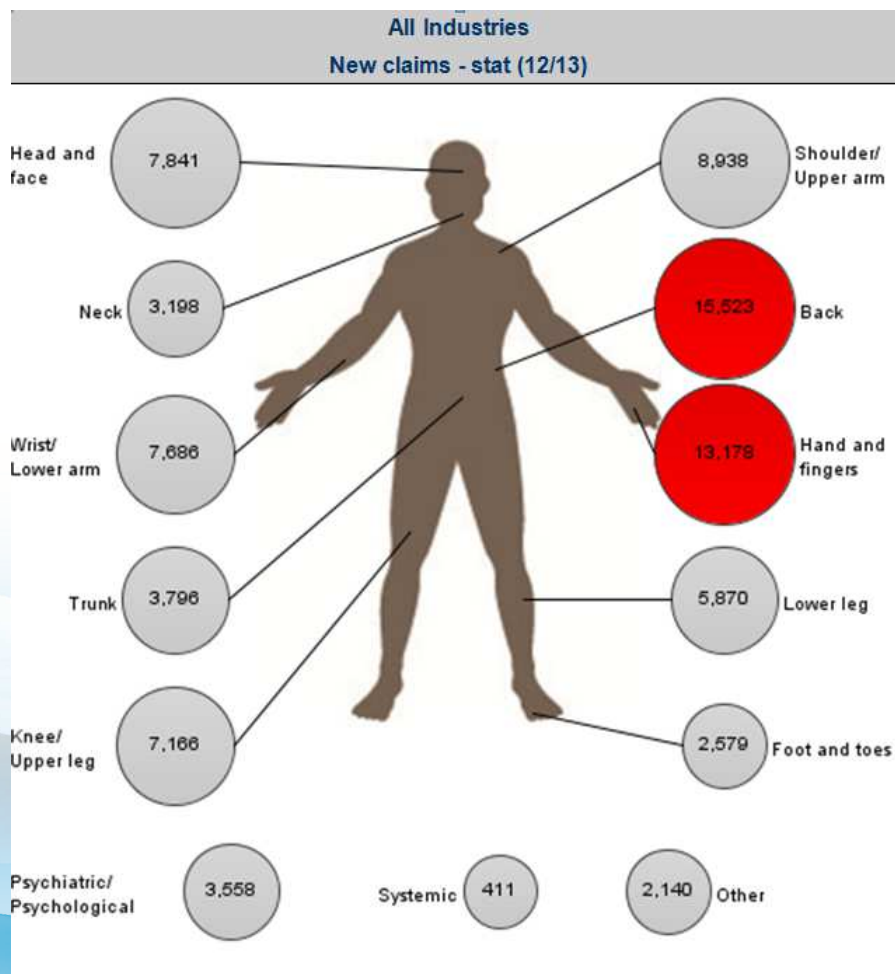 All Industries
New claims - stat (12/13)
Head and
face
7,841
8,938
Shoulder/
Upper arm
Neck
3,198
15,523
Back
Wrist/
Lower arm
7,686
13,178
Hand and
fingers
Trunk
3,796
5,870
Lower leg
Knee/
Upper leg
7,166
2,579
Foot and toes
Psychiatric/
Psychological
3,558
Systemic
411
2,140
Other